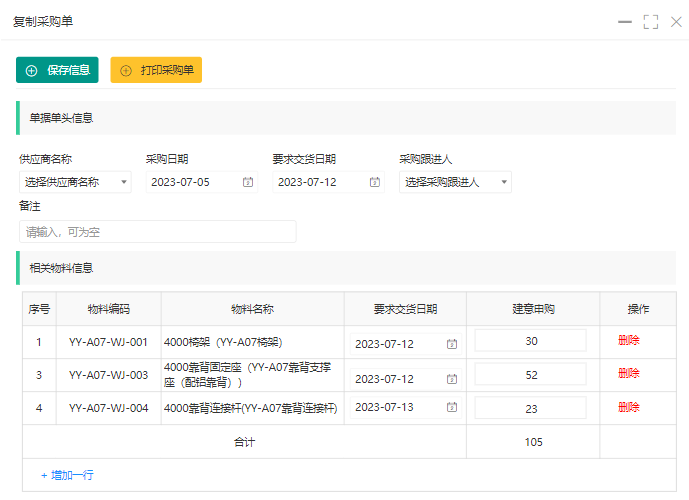 复制采购单
保存信息 打印采购单
单据单头信息
供应商名称 采购日期 要求交货日期 采购跟进人
选择供应商名称 2023-07-05 2023-07-12 选择采购跟进人
备注
请输入，可为空
相关物料信息
序号 物料编码 物料名称 要求交货日期 建意申购 操作
1 YY-A07-WJ-001 4000椅架（YY-A07椅架） 2023-07-12 30 删除
3 YY-A07-WJ-003 4000靠背固定座（YY-A07靠背支撑
座（配铝靠背）） 2023-07-12 52 删除
4 YY-A07-WJ-004 4000靠背连接杆(YY-A07靠背连接杆) 2023-07-13 23 删除
合计 105
+ 增加一行